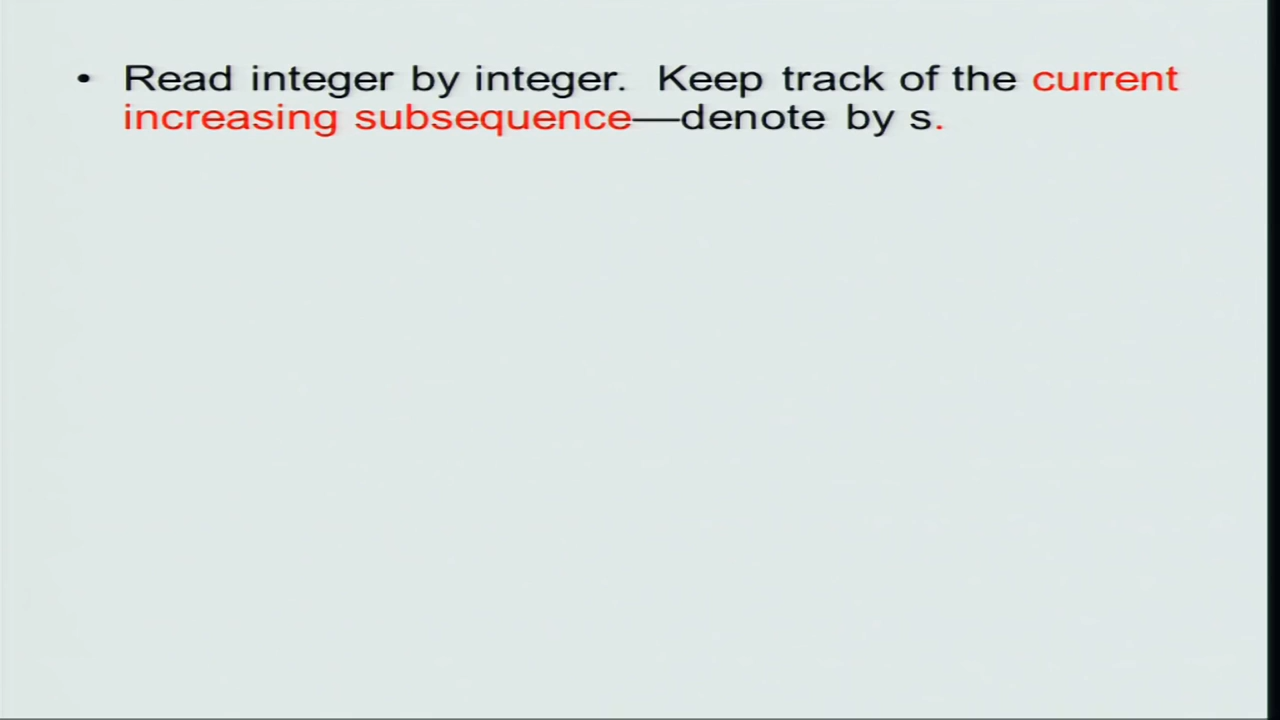 • Read integer by integer. Keep track of the current
increasing subsequence—denote by s.